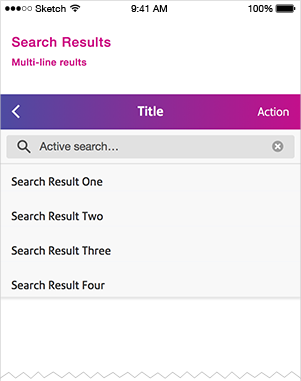 Sketch 9:41 AM 100%
Search Results
Multi-line reults
Title Action
Active search...
Search Result One
Search Result Two
Search Result Three
Search Result Four